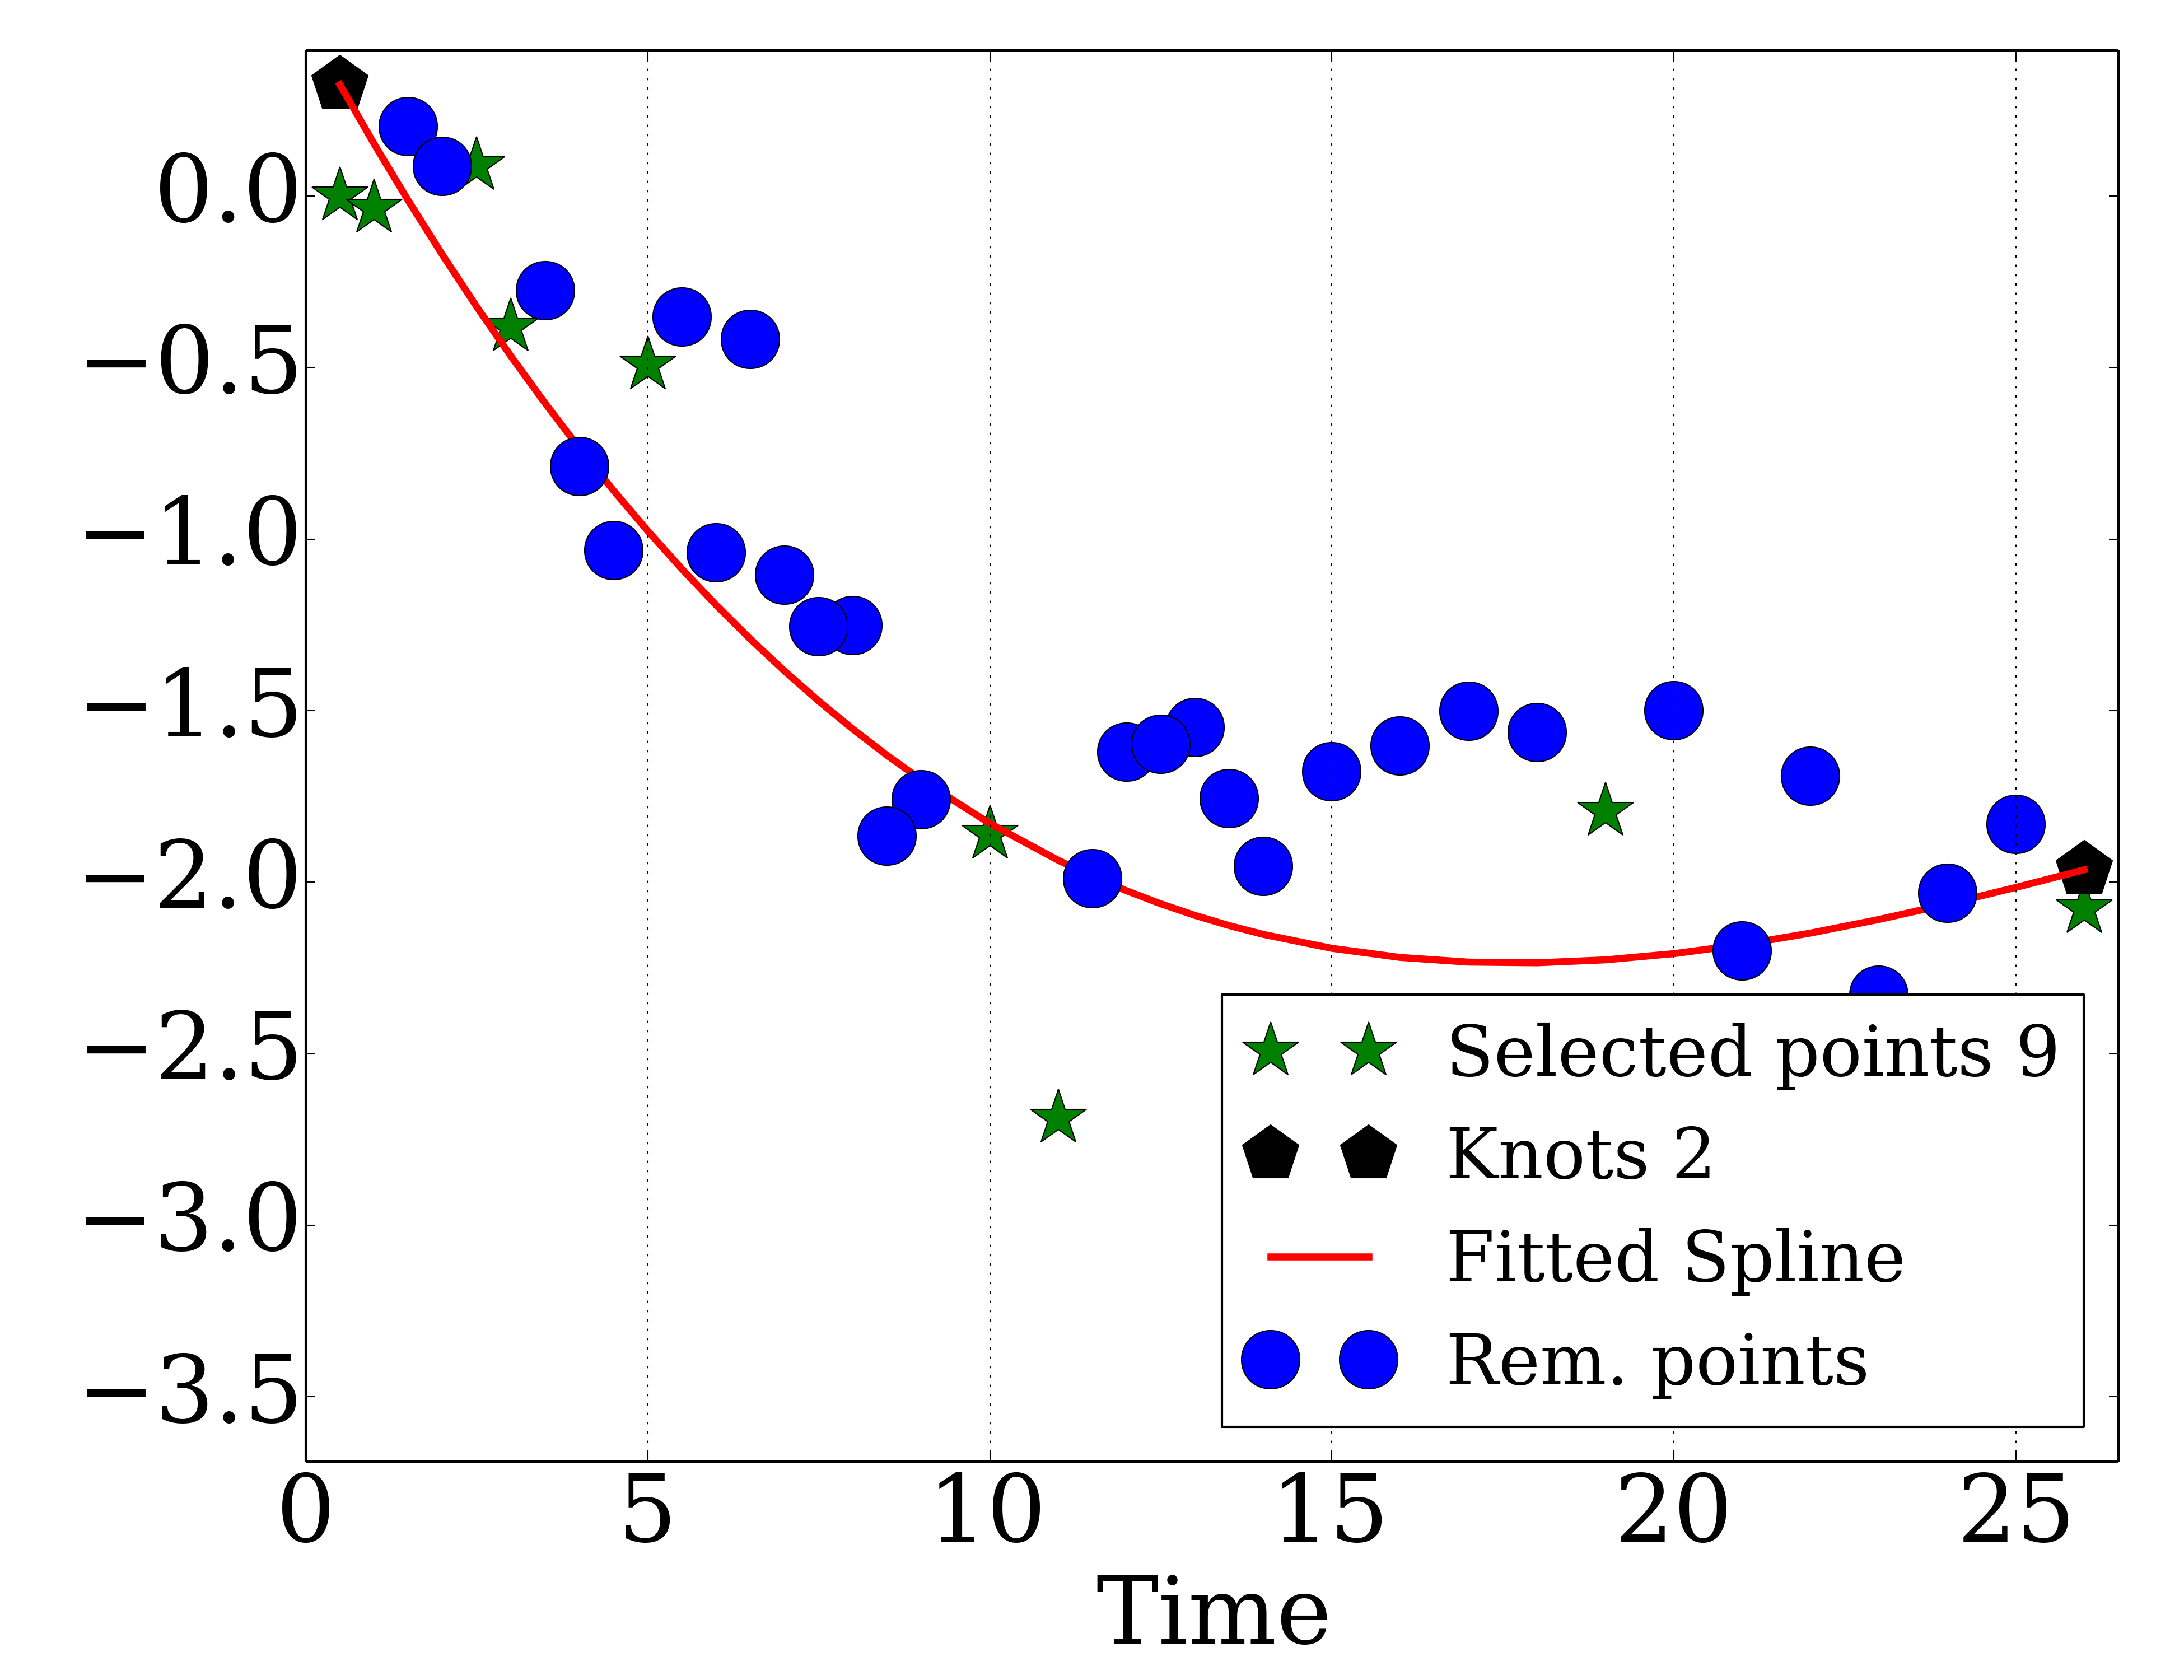 0.0
−0.5
−1.0
−1.5
−2.0
−2.5
−3.0
−3.5
Selected points 9
Knots 2
Fitted Spline
Rem. points
0 5 10 15 20 25
Time